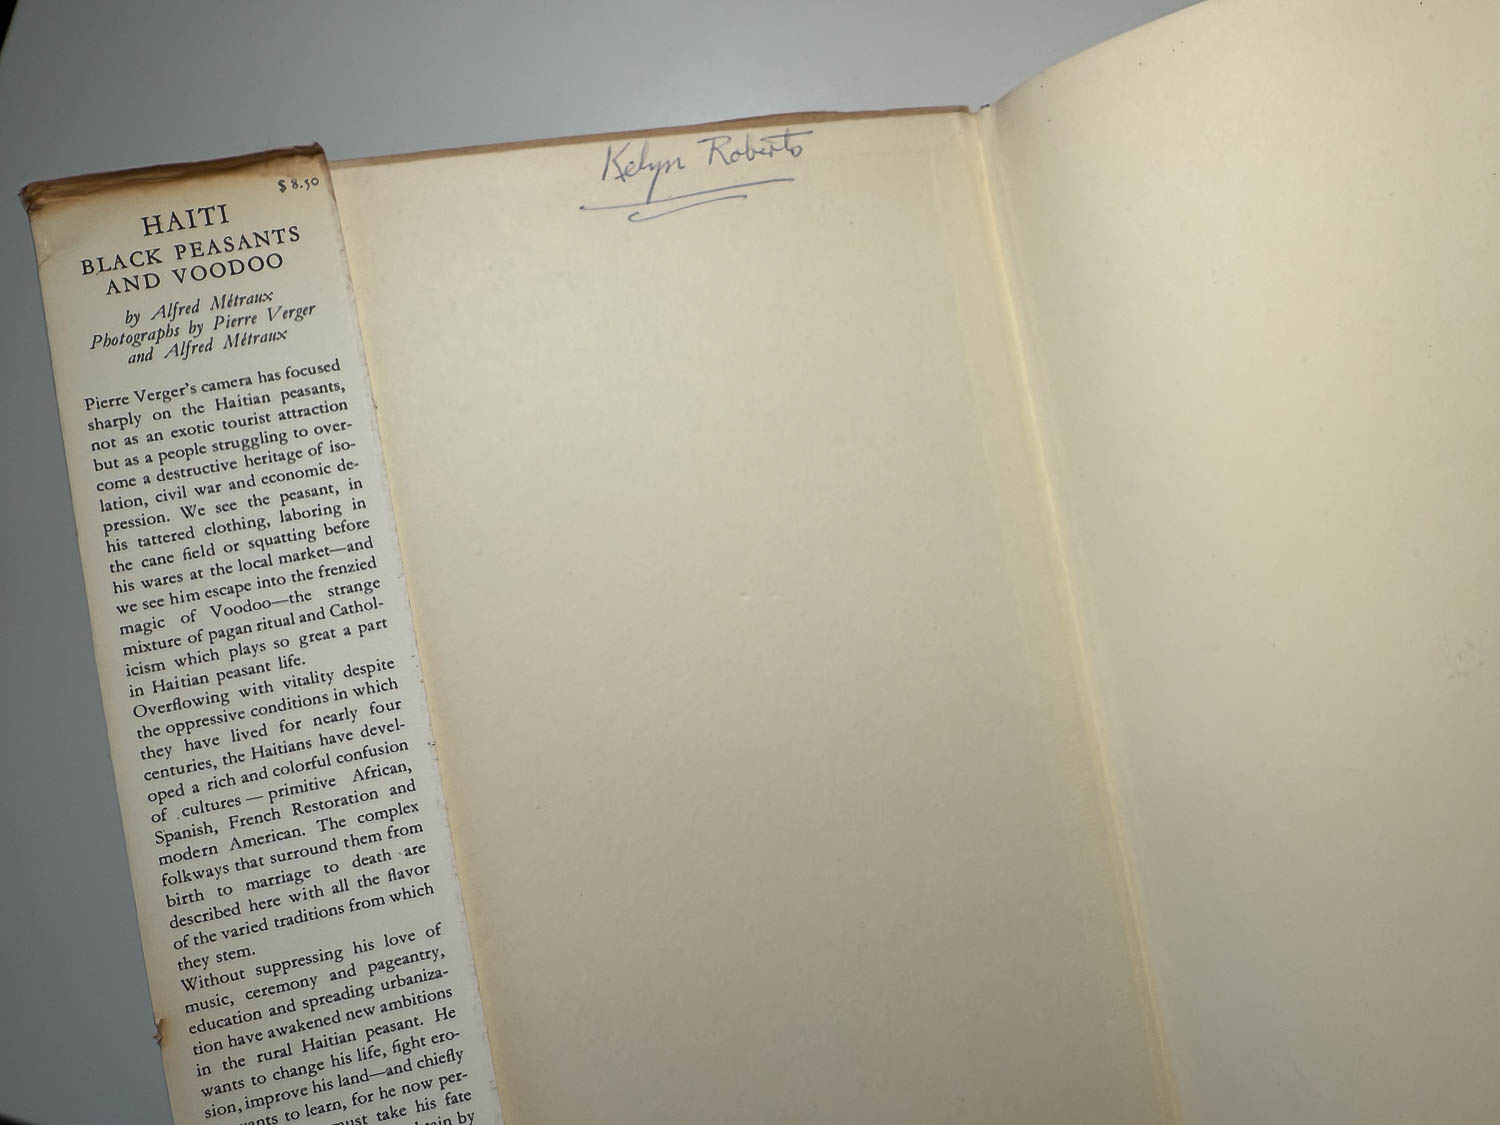 $ 8.50
HAITI
BLACK PEASANTS
AND VOODOO
by Alfred Métraux
Photographs by Pierre Verger
and Alfred Métraux
Pierre Verger's camera has focused
sharply on the Haitian peasants,
not as an exotic tourist attraction
but as a people struggling to over-
come a destructive heritage of iso-
lation, civil war and economic de-
pression. We see the peasant, in
his tattered clothing, laboring in
the cane field or squatting before
his wares at the local market—and
we see him escape into the frenzied
magic of Voodoo—the strange
mixture of pagan ritual and Cathol-
icism which plays so great a part
in Haitian peasant life.
Overflowing with vitality despite
the oppressive conditions in which
they have lived for nearly four
centuries, the Haitians have devel-
oped a rich and colorful confusion
of cultures — primitive African,
Spanish, French Restoration and
modern American. The complex
folkways that surround them from
birth to marriage to death are
described here with all the flavor
of the varied traditions from which
they stem.
Without suppressing his love of
music, ceremony and pageantry,
education and spreading urbaniza-
tion have awakened new ambitions
in the rural Haitian peasant. He
wants to change his life, fight ero-
sion, improve his land—and chiefly
to learn, for he now per-
take his fate
by
Kelyn Roberts